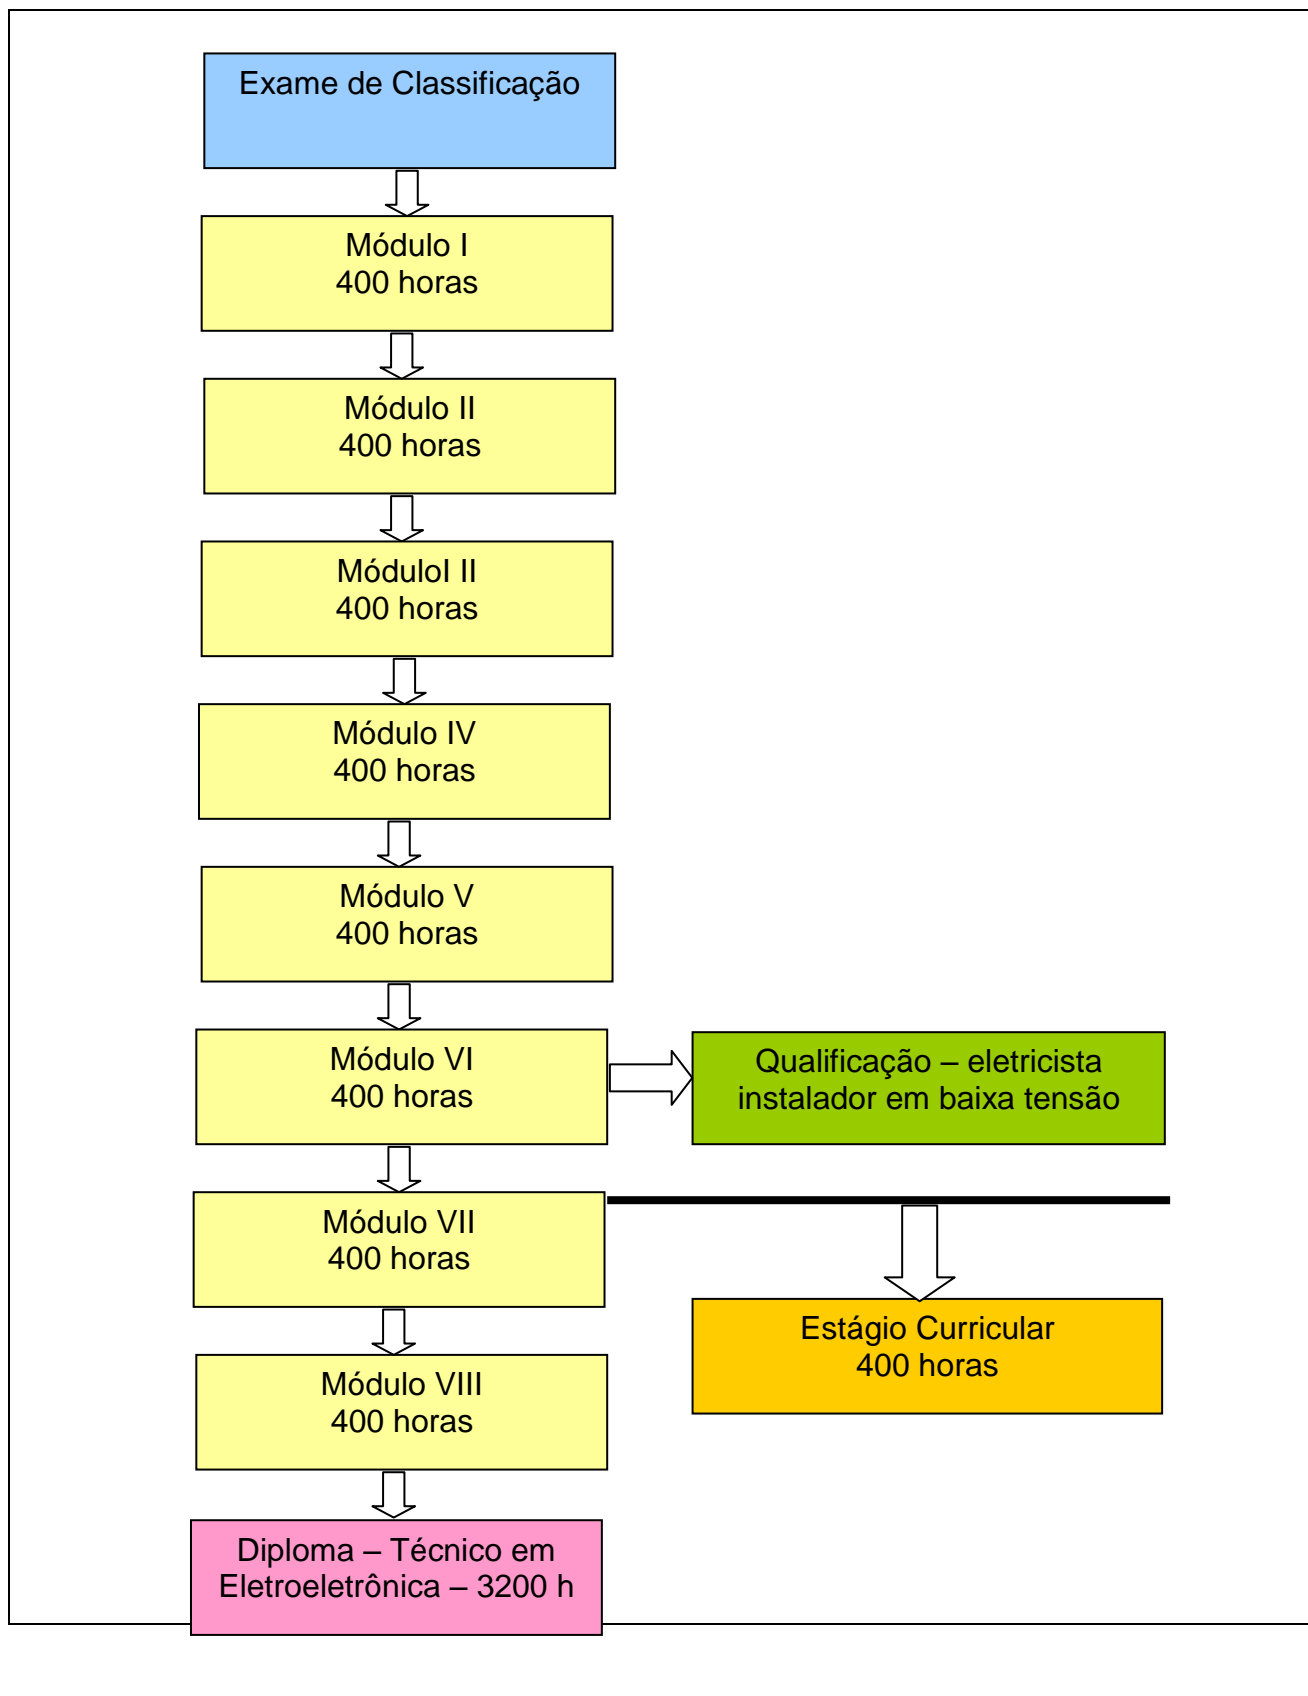 Exame de Classificação
Módulo I
400 horas
Módulo II
400 horas
MóduloI II
400 horas
Módulo IV
400 horas
Módulo V
400 horas
Módulo VI
400 horas
Qualificação – eletricista
instalador em baixa tensão
Módulo VII
400 horas
Estágio Curricular
400 horas
Módulo VIII
400 horas
Diploma – Técnico em
Eletroeletrônica – 3200 h